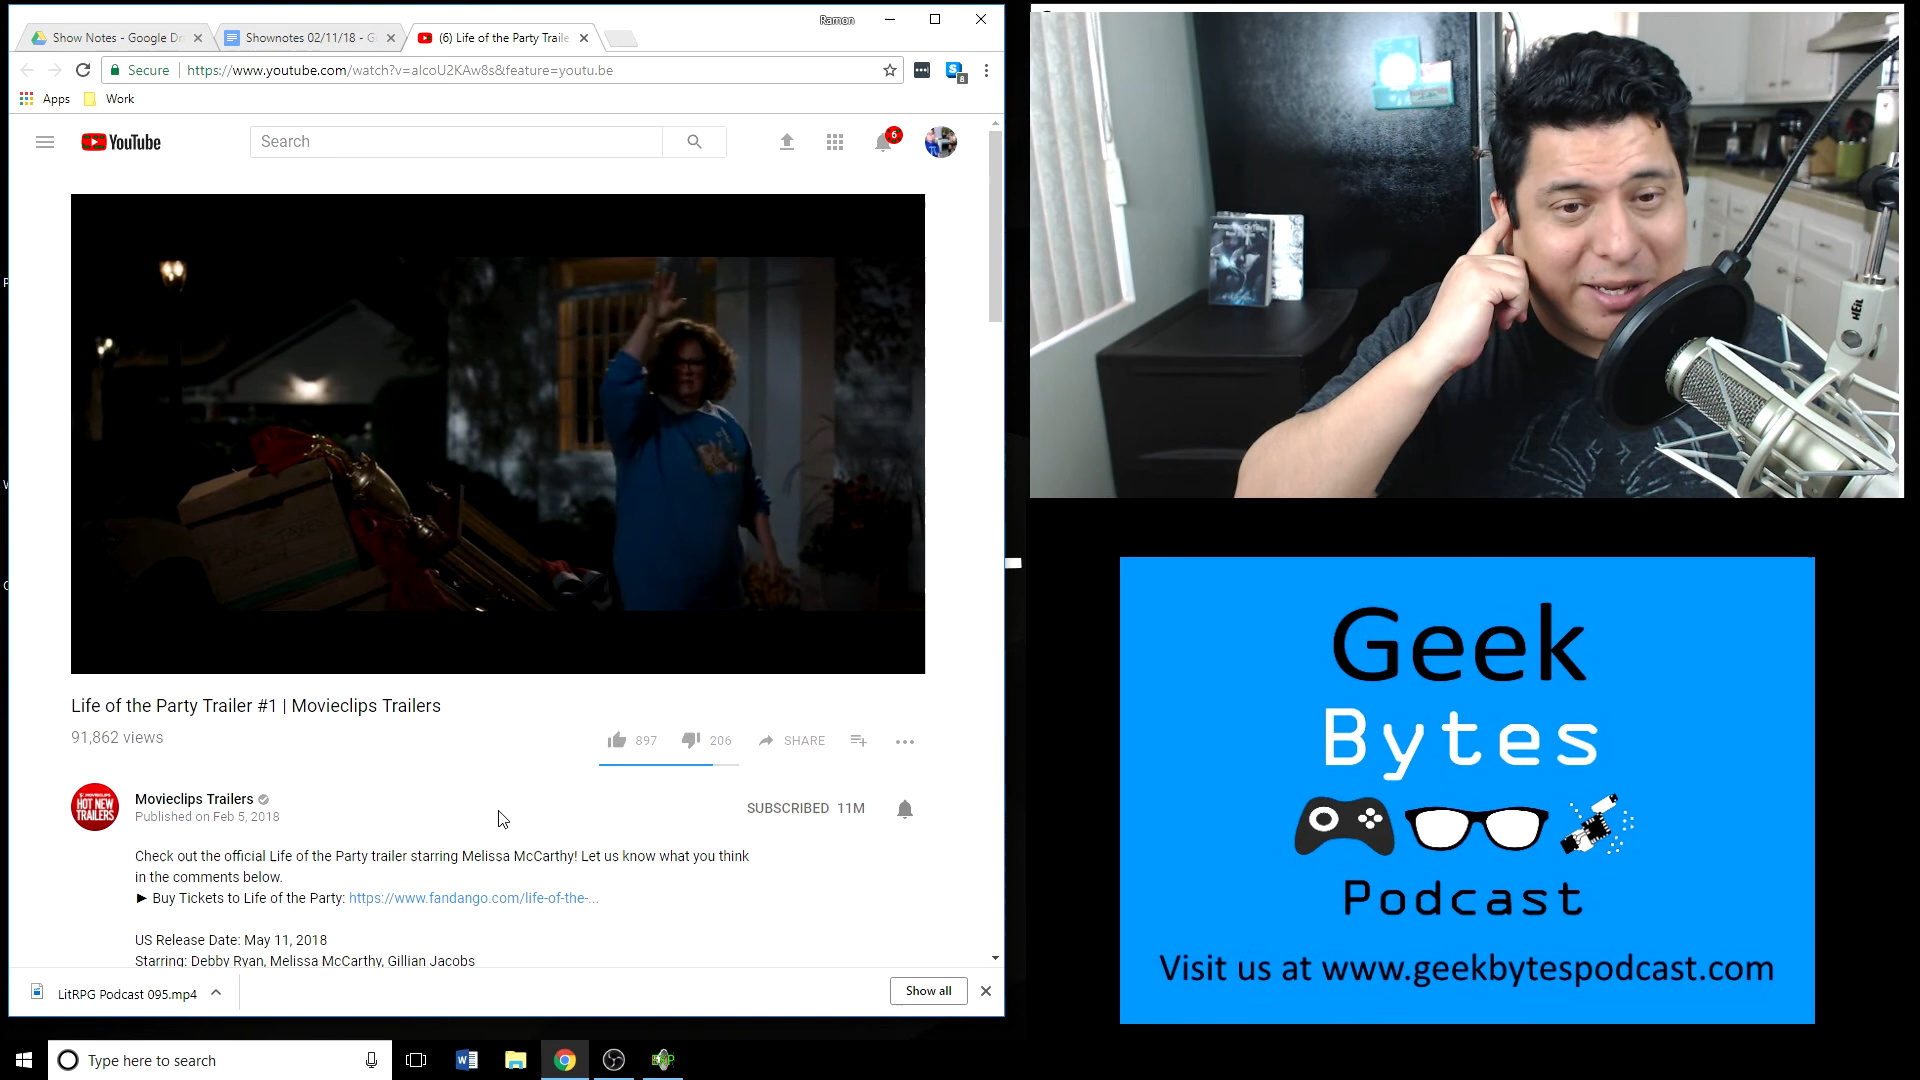 Ramon
Show Notes - Google Dr
Shownotes 02/11/18 - G
(6) Life of the Party Traile
Secure
https://www.youtube.com/watch?v=alcoU2KAw8s&feature=youtu.be
8
Apps
Work
YouTube
Search
6
HEiL
Life of the Party Trailer #1 | Movieclips Trailers
91,862 views
897
206
SHARE
MOVIECLIPS
HOT NEW
TRAILERS
Movieclips Trailers
Published on Feb 5, 2018
SUBSCRIBED 11M
Check out the official Life of the Party trailer starring Melissa McCarthy! Let us know what you think
in the comments below.
► Buy Tickets to Life of the Party: https://www.fandango.com/life-of-the-...
US Release Date: May 11, 2018
Starring: Debby Ryan, Melissa McCarthy, Gillian Jacobs
LitRPG Podcast 095.mp4
Show all
Type here to search
Geek
Bytes
Podcast
Visit us at www.geekbytespodcast.com